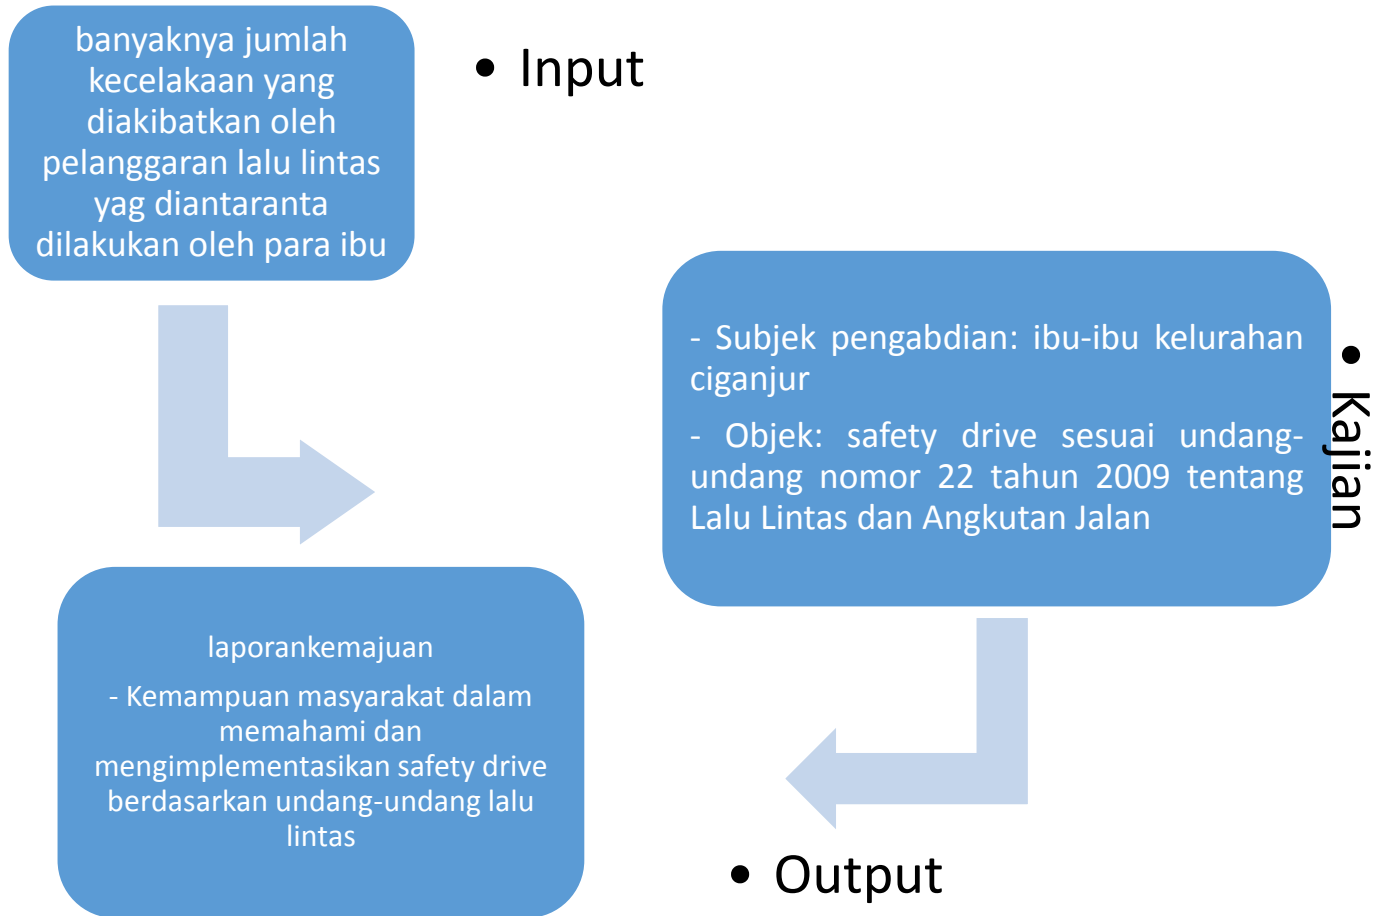 banyaknya jumlah
kecelakaan yang
diakibatkan oleh
pelanggaran lalu lintas
yag diantaranta
dilakukan oleh para ibu
• Input
- Subjek pengabdian: ibu-ibu kelurahan
ciganjur
- Objek: safety drive sesuai undang-
undang nomor 22 tahun 2009 tentang
Lalu Lintas dan Angkutan Jalan
• Kajian
laporankemajuan
- Kemampuan masyarakat dalam
memahami dan
mengimplementasikan safety drive
berdasarkan undang-undang lalu
lintas
• Output